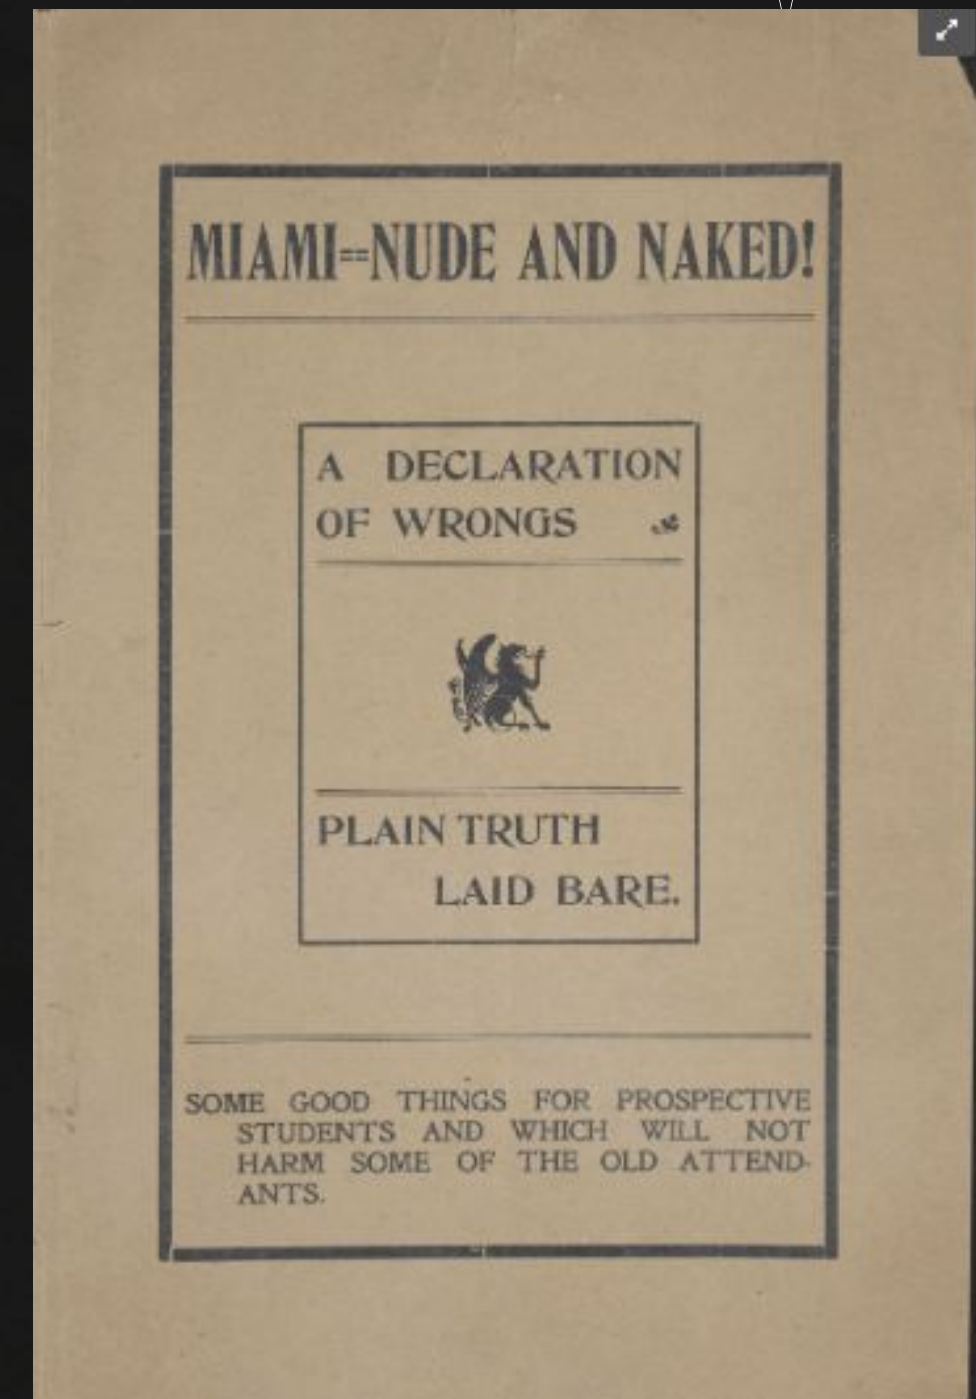 MIAMI==NUDE AND NAKED!
A DECLARATION
OF WRONGS
PLAIN TRUTH
LAID BARE.
SOME GOOD THINGS FOR PROSPECTIVE
STUDENTS AND WHICH WILL NOT
HARM SOME OF THE OLD ATTEND-
ANTS.